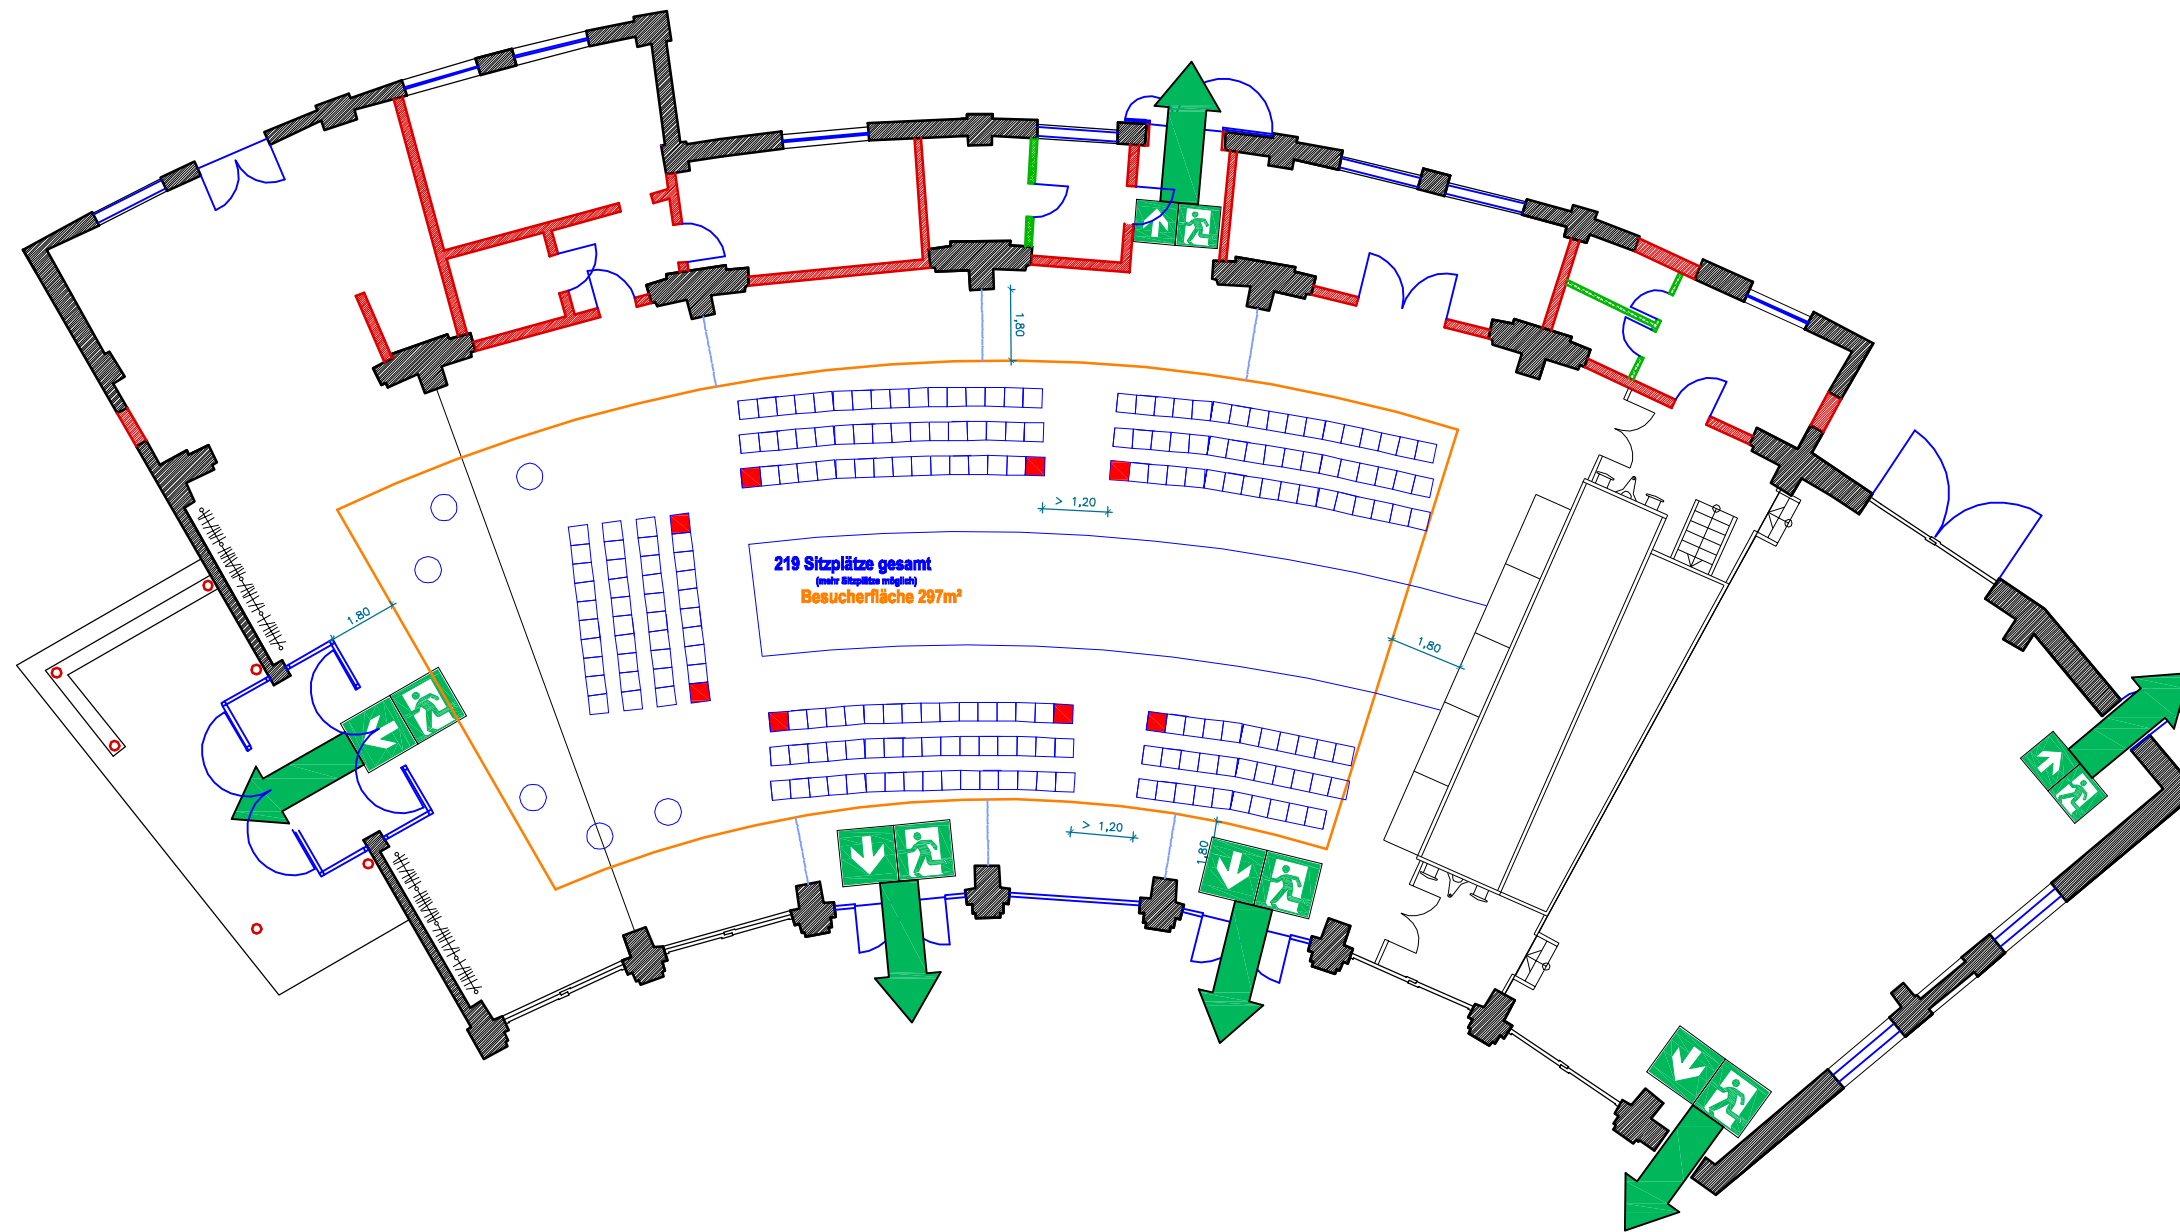 1,80
> 1,20
219 Sitzplätze gesamt
(mehr Sitzplätze möglich)
Besucherfläche 297m²
1.80
1,80
> 1,20
1,80